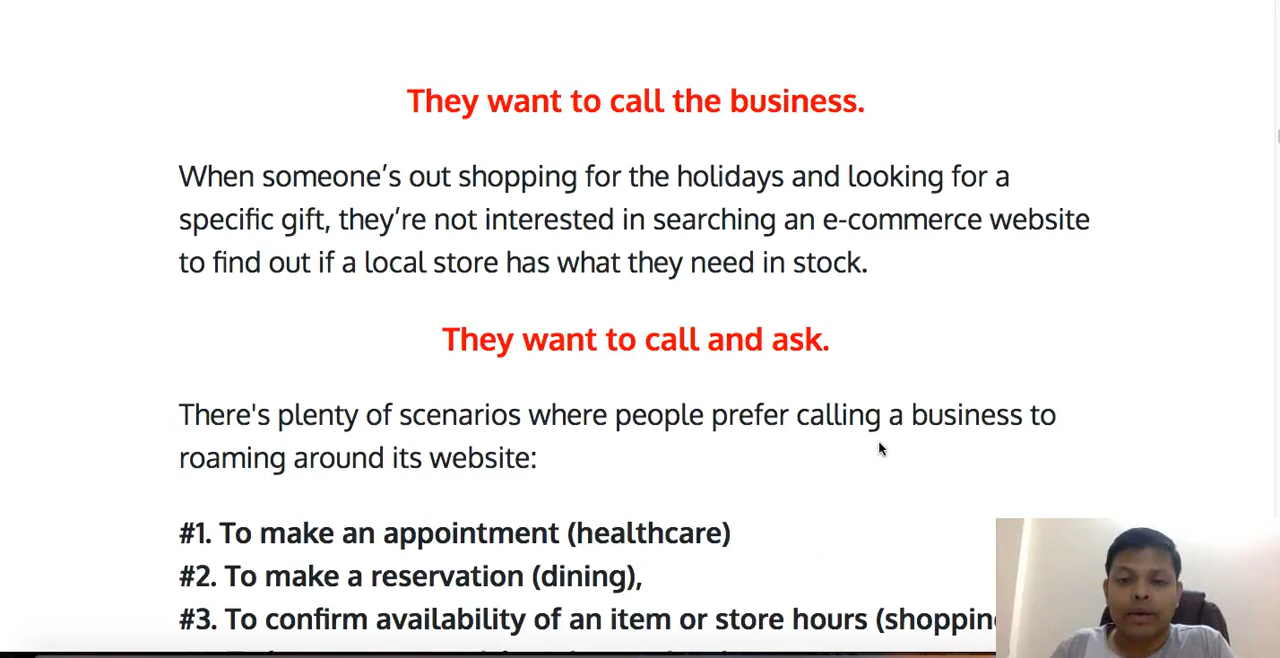 They want to call the business.
When someone’s out shopping for the holidays and looking for a
specific gift, they’re not interested in searching an e-commerce website
to find out if a local store has what they need in stock.
They want to call and ask.
There's plenty of scenarios where people prefer calling a business to
roaming around its website:
#1. To make an appointment (healthcare)
#2. To make a reservation (dining),
#3. To confirm availability of an item or store hours (shoppin